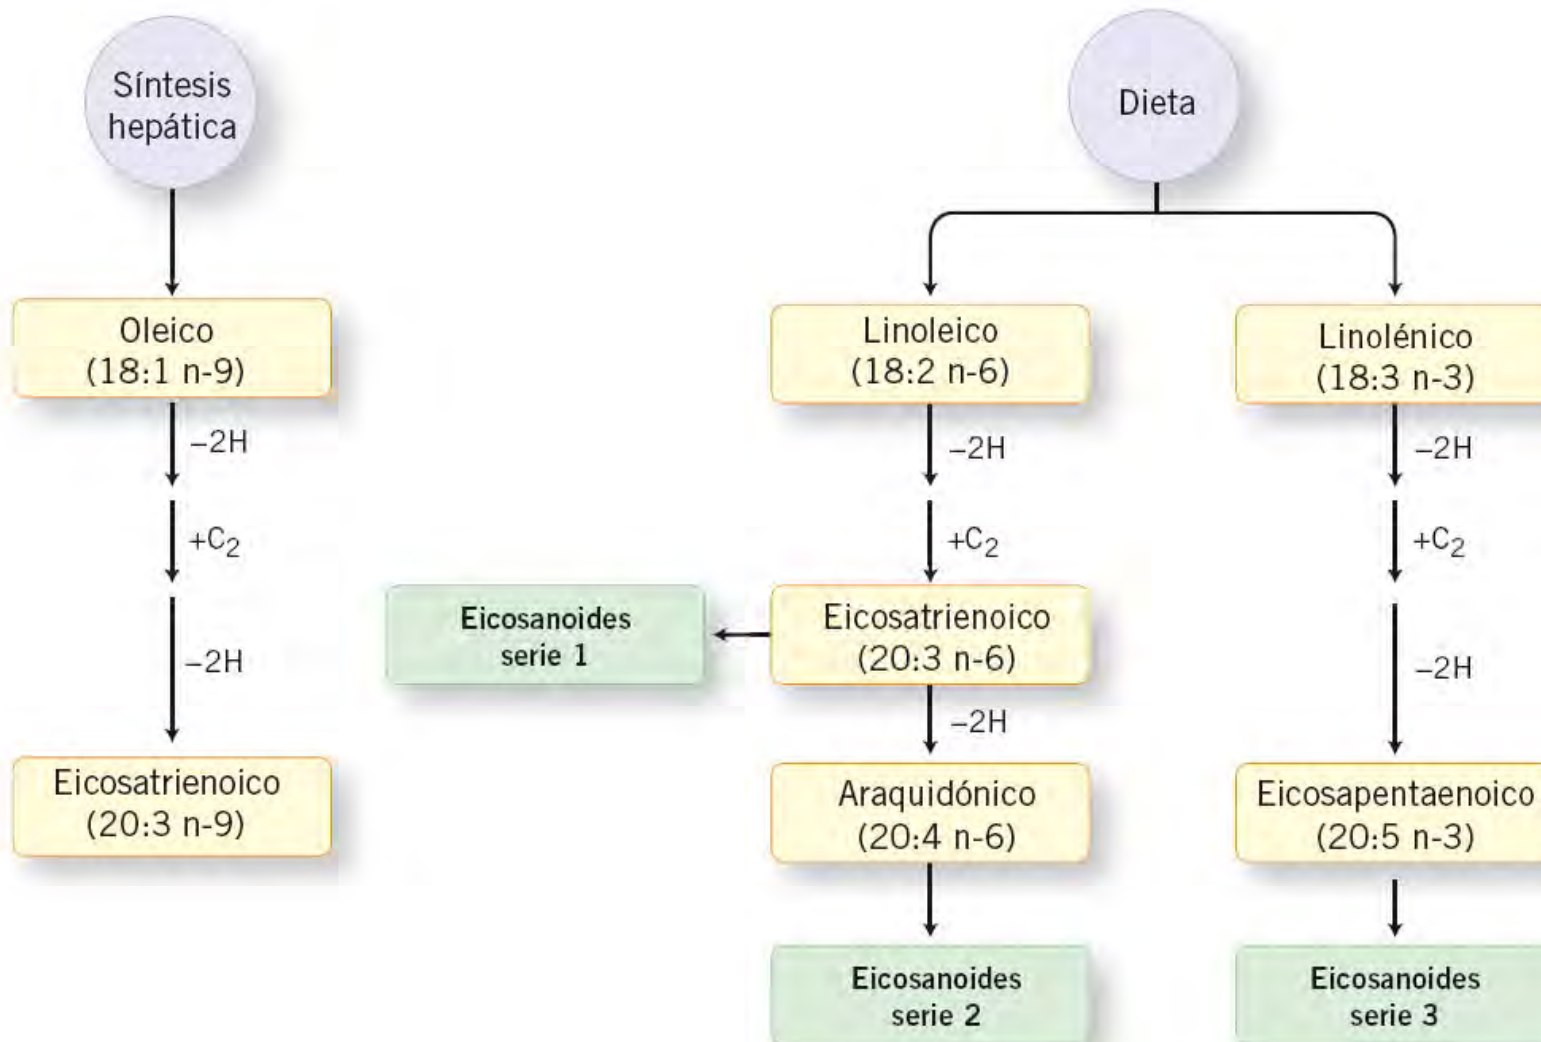 Síntesis
hepática
Dieta
Oleico
(18:1 n-9)
Linoleico
(18:2 n-6)
Linolénico
(18:3 n-3)
–2H
–2H
–2H
+C₂
+C₂
+C₂
Eicosanoides
serie 1
Eicosatrienoico
(20:3 n-6)
–2H
–2H
–2H
Eicosatrienoico
(20:3 n-9)
Araquidónico
(20:4 n-6)
Eicosapentaenoico
(20:5 n-3)
Eicosanoides
serie 2
Eicosanoides
serie 3